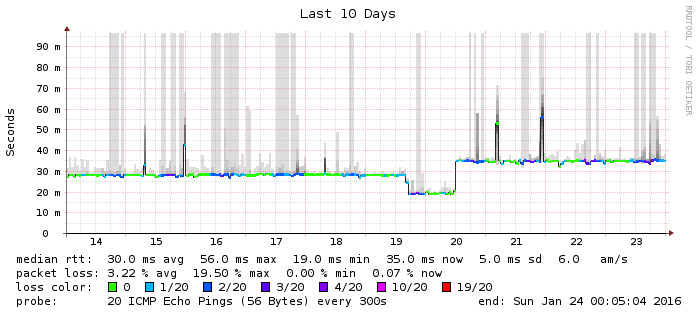 Last 10 Days
RRDTOOL / TOBI OETIKER
Seconds
90 m
80 m
70 m
60 m
50 m
40 m
30 m
20 m
10 m
0
14 15 16 17 18 19 20 21 22 23
median rtt: 30.0 ms avg 56.0 ms max 19.0 ms min 35.0 ms now 5.0 ms sd 6.0 am/s
packet loss: 3.22 % avg 19.50 % max 0.00 % min 0.07 % now
loss color: 0 1/20 2/20 3/20 4/20 10/20 19/20
probe: 20 ICMP Echo Pings (56 Bytes) every 300s end: Sun Jan 24 00:05:04 2016